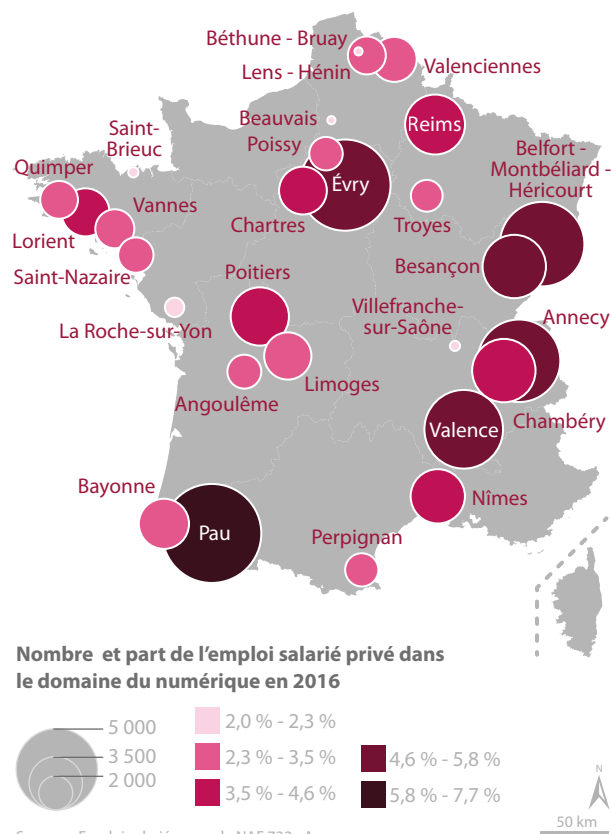 Béthune - Bruay
Lens - Hénin
Valenciennes
Beauvais
Poissy
Reims
Saint-
Brieuc
Belfort -
Montbéliard -
Héricourt
Quimper
Vannes
Évry
Chartres
Troyes
Lorient
Saint-Nazaire
Besançon
Poitiers
Villefranche-
sur-Saône
Annecy
La Roche-sur-Yon
Limoges
Angoulême
Chambéry
Valence
Bayonne
Nîmes
Pau
Perpignan
Nombre et part de l’emploi salarié privé dans
le domaine du numérique en 2016
5 000
3 500
2 000
2,0 % - 2,3 %
2,3 % - 3,5 %
3,5 % - 4,6 %
4,6 % - 5,8 %
5,8 % - 7,7 %
N
50 km